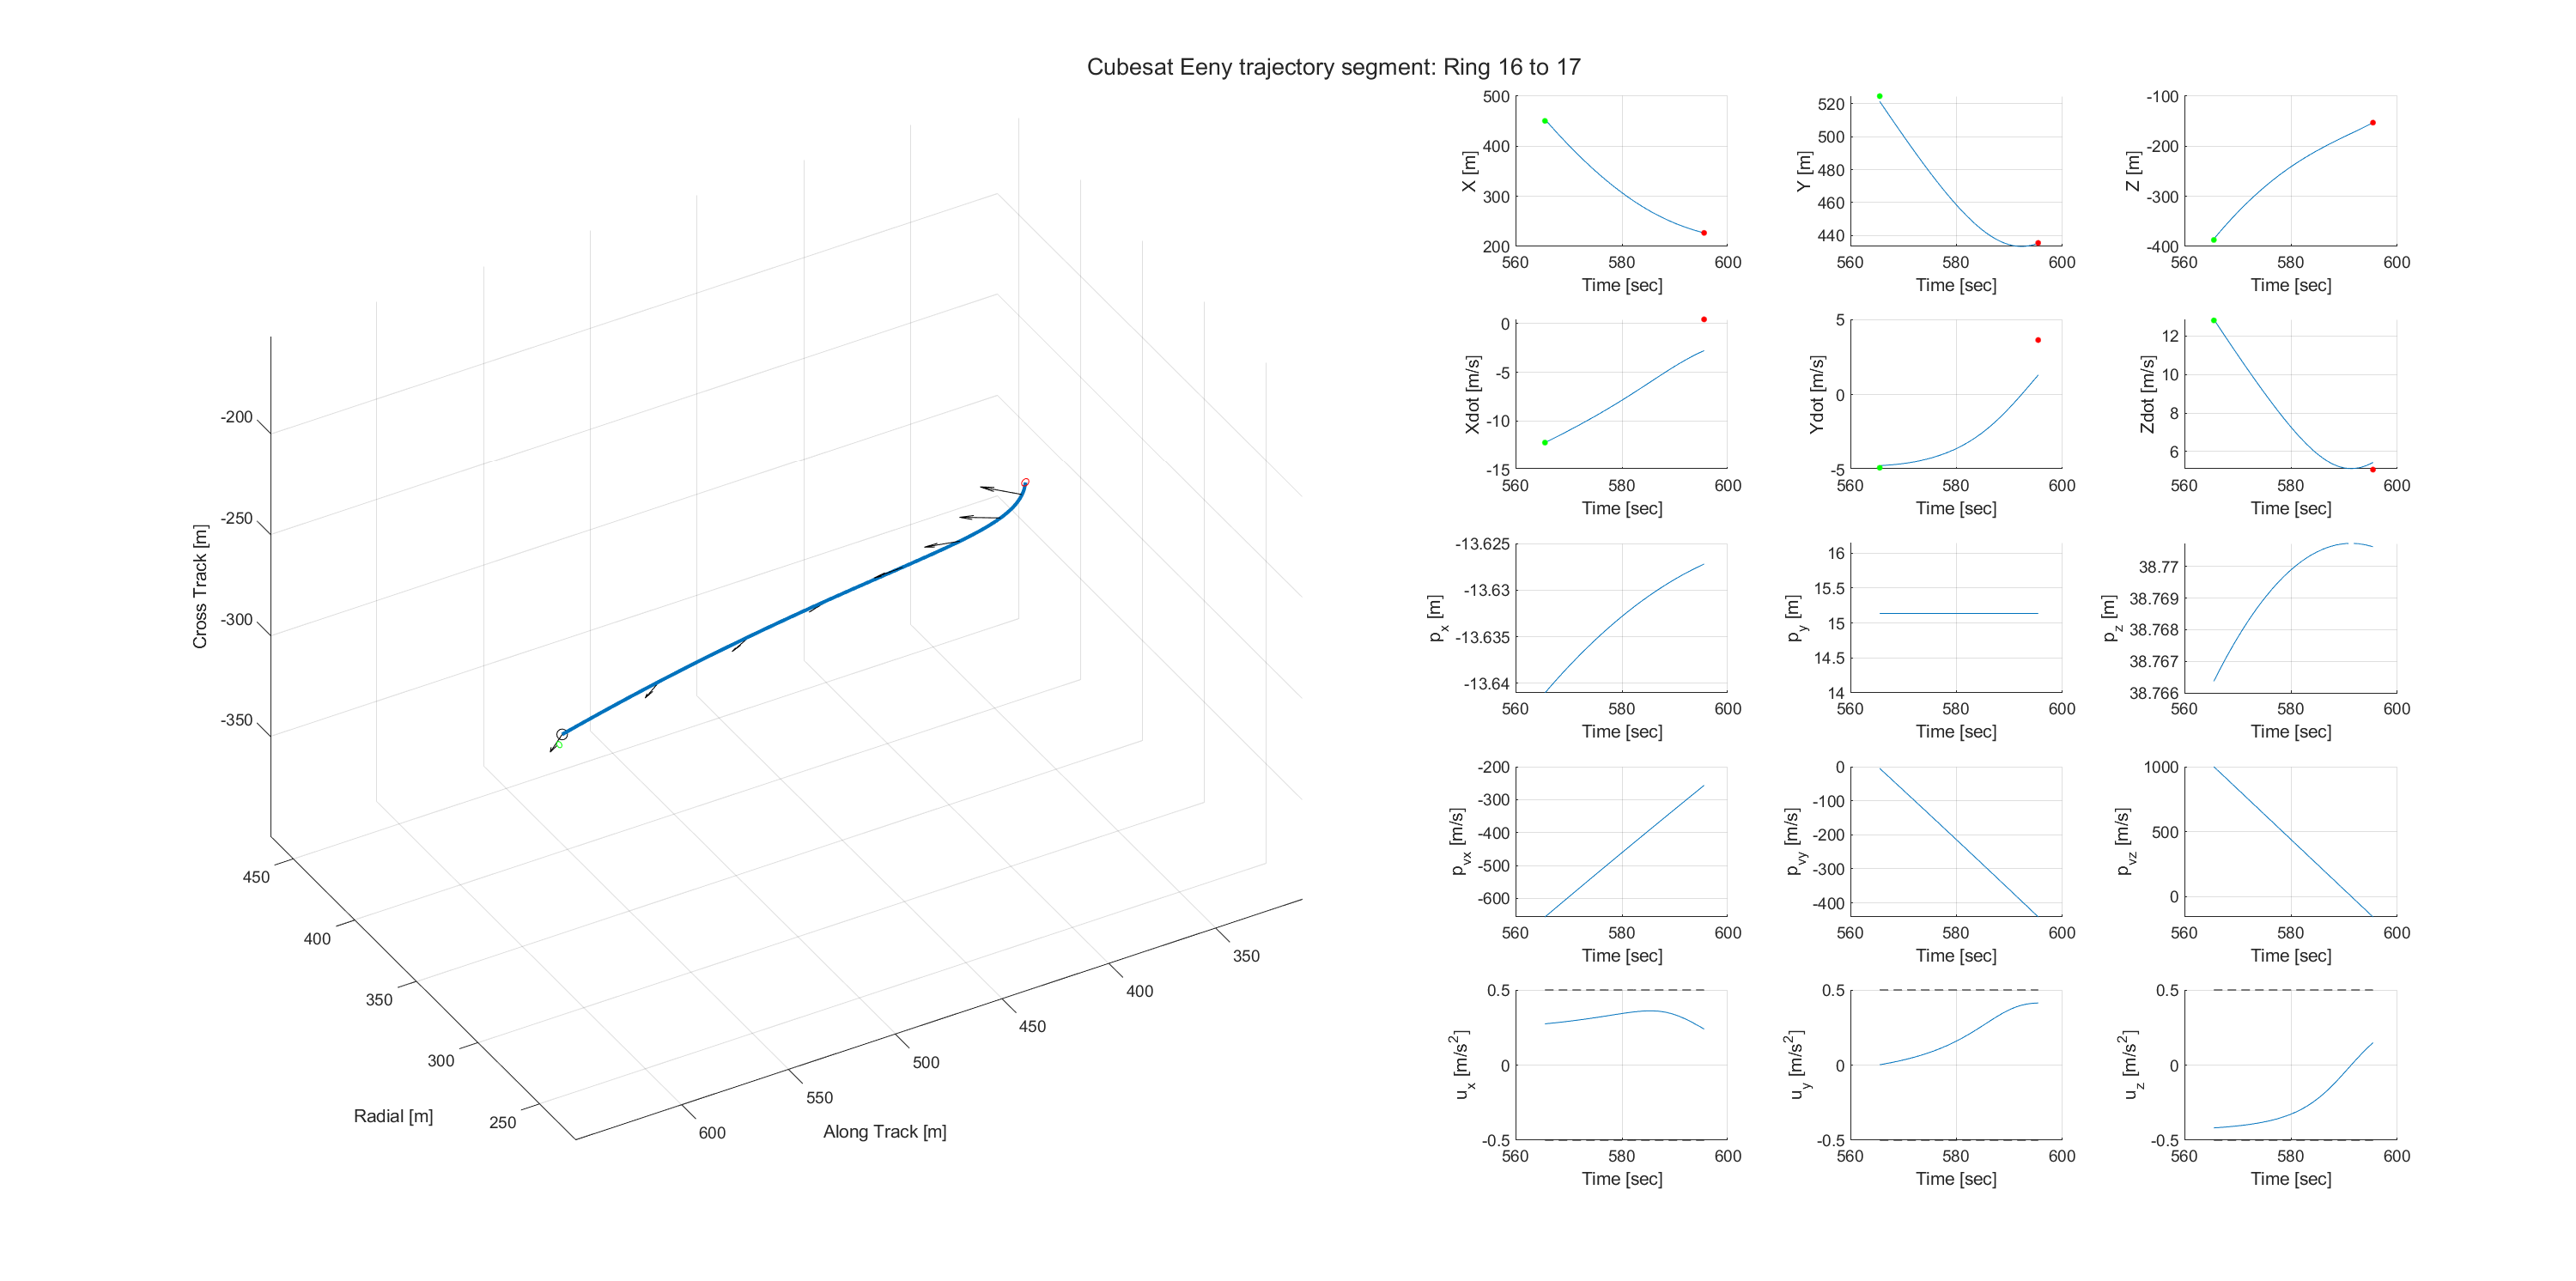 Cubesat Eeny trajectory segment: Ring 16 to 17
Cross Track [m]
-200
-250
-300
-350
Radial [m]
450
400
350
300
250
Along Track [m]
600
550
500
450
400
350
X [m]
500
400
300
200
560 580 600
Time [sec]
Y [m]
520
500
480
460
440
560 580 600
Time [sec]
Z [m]
-100
-200
-300
-400
560 580 600
Time [sec]
Xdot [m/s]
0
-5
-10
-15
560 580 600
Time [sec]
Ydot [m/s]
5
0
-5
560 580 600
Time [sec]
Zdot [m/s]
12
10
8
6
560 580 600
Time [sec]
p_x [m]
-13.625
-13.63
-13.635
-13.64
560 580 600
Time [sec]
p_y [m]
16
15.5
15
14.5
14
560 580 600
Time [sec]
p_z [m]
38.77
38.769
38.768
38.767
38.766
560 580 600
Time [sec]
p_vx [m/s]
-200
-300
-400
-500
-600
560 580 600
Time [sec]
p_vy [m/s]
0
-100
-200
-300
-400
560 580 600
Time [sec]
p_vz [m/s]
1000
500
0
560 580 600
Time [sec]
u_x [m/s²]
0.5
0
-0.5
560 580 600
Time [sec]
u_y [m/s²]
0.5
0
-0.5
560 580 600
Time [sec]
u_z [m/s²]
0.5
0
-0.5
560 580 600
Time [sec]